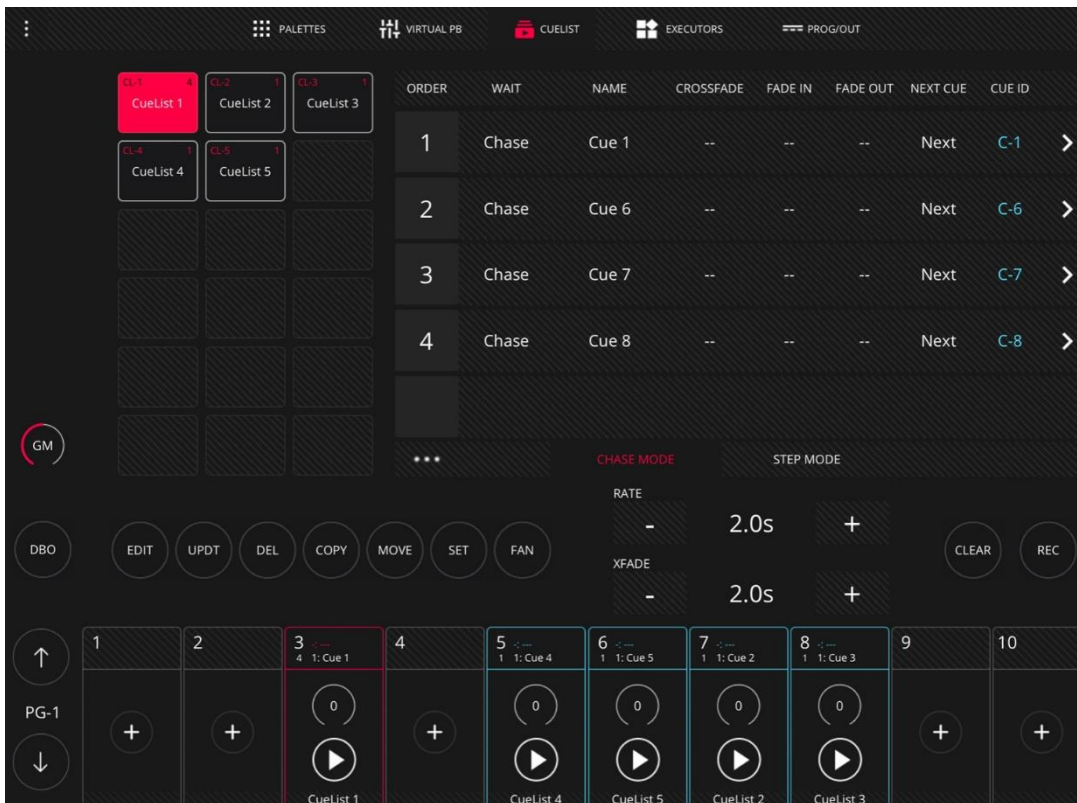 PALETTES VIRTUAL PB CUELIST EXECUTORS PROG/OUT
CL-1 4 CL-2 1 CL-3 1
CueList 1 CueList 2 CueList 3
CL-4 1 CL-5 1
CueList 4 CueList 5
ORDER WAIT NAME CROSSFADE FADE IN FADE OUT NEXT CUE CUE ID
1 Chase Cue 1 -- -- -- Next C-1
2 Chase Cue 6 -- -- -- Next C-6
3 Chase Cue 7 -- -- -- Next C-7
4 Chase Cue 8 -- -- -- Next C-8
GM
CHASE MODE STEP MODE
RATE
- 2.0s +
XFADE
- 2.0s +
DBO EDIT UPDT DEL COPY MOVE SET FAN CLEAR REC
PG-1
1 2 3 -:-- 4 5 -:-- 6 -:-- 7 -:-- 8 -:-- 9 10
4 1: Cue 1 1 1: Cue 4 1 1: Cue 5 1 1: Cue 2 1 1: Cue 3
0 0 0 0 0
+ + + + +
CueList 1 CueList 4 CueList 5 CueList 2 CueList 3